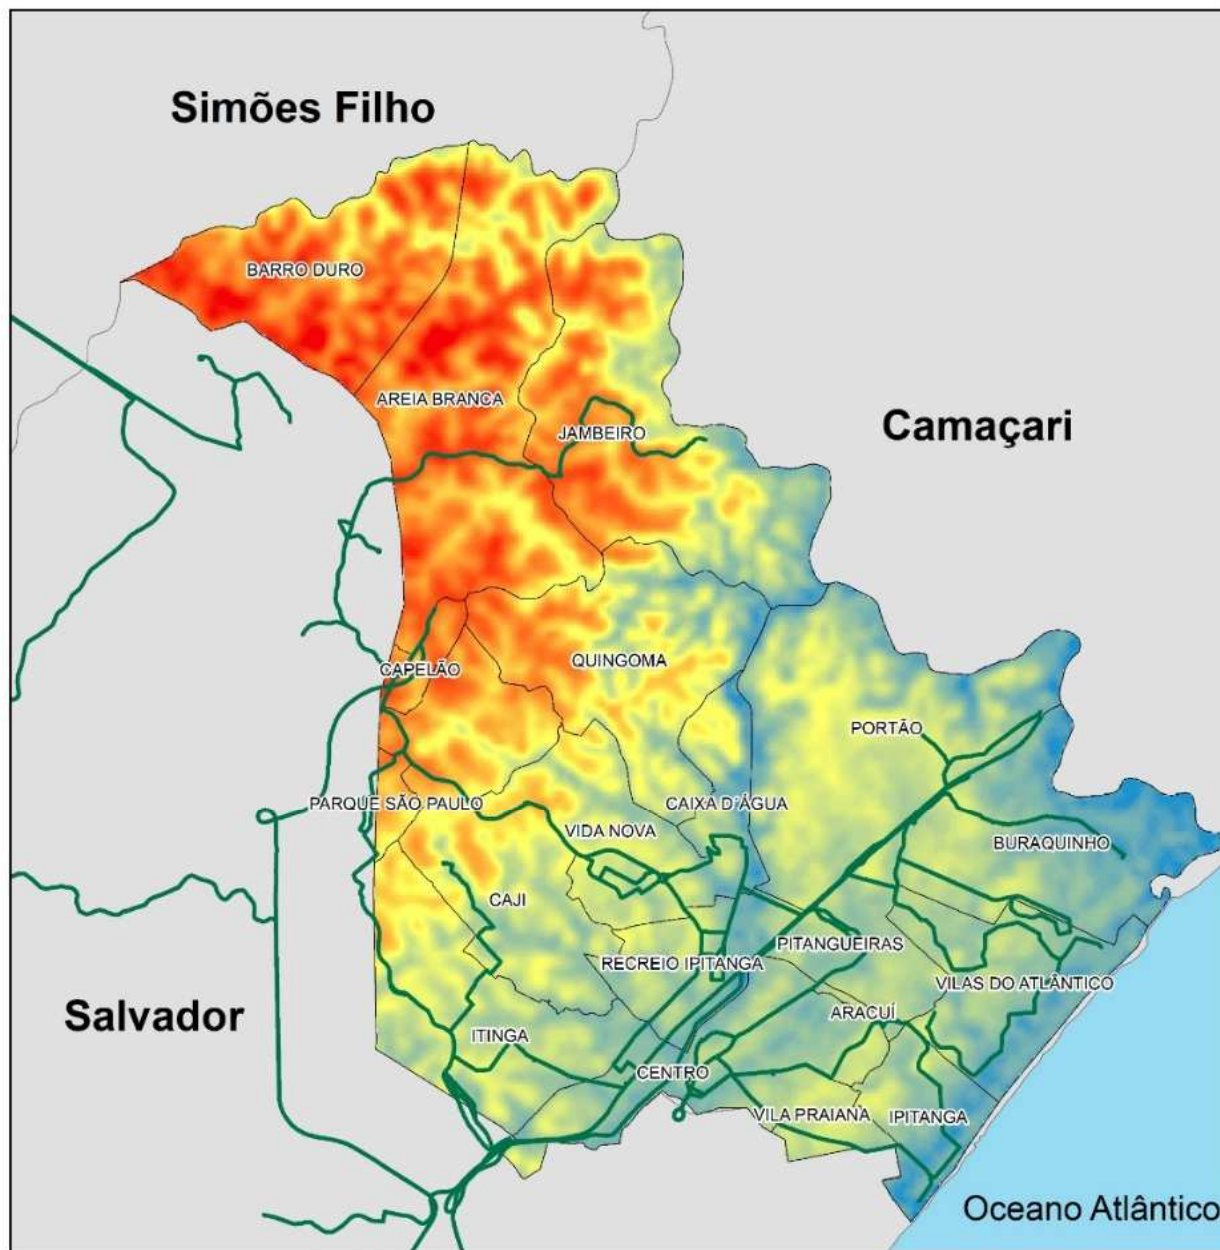 Simões Filho
BARRO DURO
AREIA BRANCA
JAMBEIRO
Camaçari
CAPELÃO
QUINGOMA
PORTÃO
PARQUE SÃO PAULO
CAIXA D´ÁGUA
VIDA NOVA
BURAQUINHO
CAJI
PITANGUEIRAS
RECREIO IPITANGA
VILAS DO ATLÂNTICO
Salvador
ARACUÍ
ITINGA
CENTRO
VILA PRAIANA
IPITANGA
Oceano Atlântico